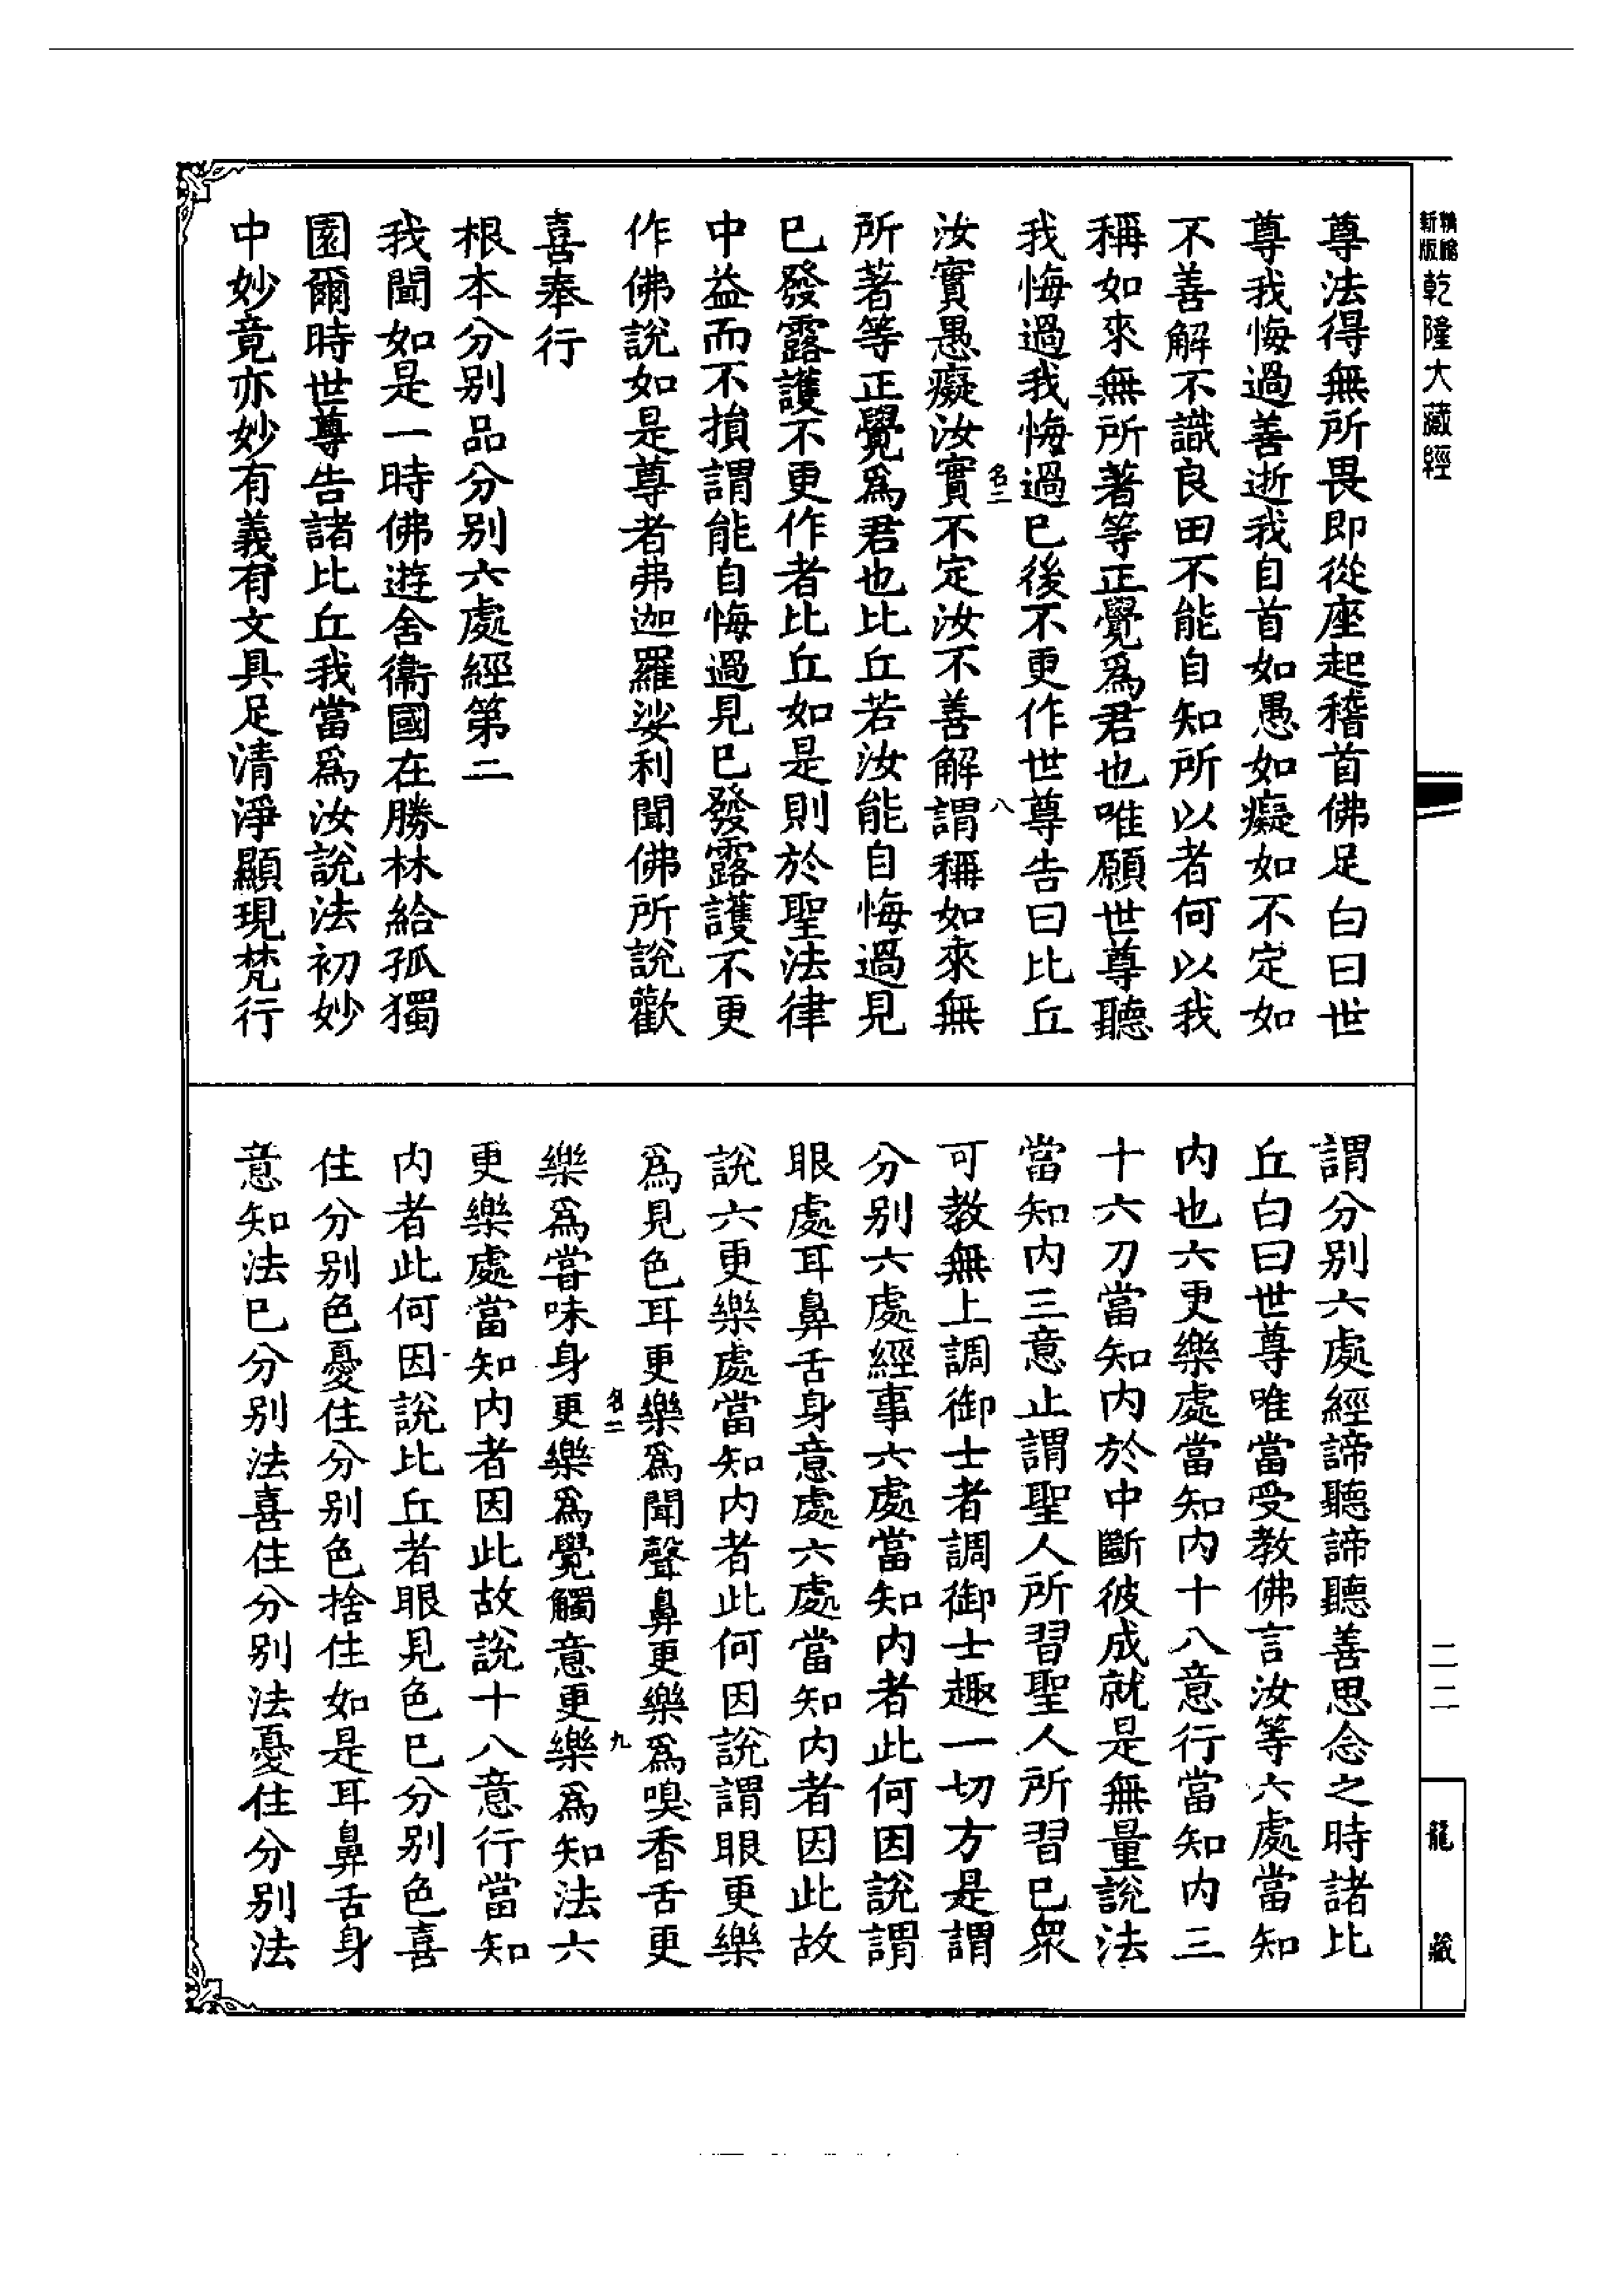 新版精縮乾隆大藏經
尊法得無所畏即從座起稽首佛足白曰世
尊我悔過善逝我自首如愚如癡如不定如
不善解不識良田不能自知所以者何以我
稱如來無所著等正覺爲君也唯願世尊聽
我悔過我悔過已後不更作世尊告曰比丘
名二
八
汝實愚癡汝實不定汝不善解謂稱如來無
所著等正覺爲君也比丘若汝能自悔過見
已發露護不更作者比丘如是則於聖法律
中益而不損謂能自悔過見已發露護不更
作佛說如是尊者弗迦羅娑利聞佛所說歡
喜奉行
根本分別品分別六處經第二
我聞如是一時佛遊舍衞國在勝林給孤獨
園爾時世尊告諸比丘我當爲汝說法初妙
中妙竟亦妙有義有文具足清淨顯現梵行
謂分別六處經諦聽諦聽善思念之時諸比
丘白曰世尊唯當受教佛言汝等六處當知
内也六更樂處當知内十八意行當知内三
十六刀當知内於中斷彼成就是無量說法
當知内三意止謂聖人所習聖人所習已衆
可教無上調御士者調御士趣一切方是謂
分別六處經事六處當知内者此何因說謂
眼處耳鼻舌身意處六處當知内者因此故
說六更樂處當知内者此何因說謂眼更樂
爲見色耳更樂爲聞聲鼻更樂爲嗅香舌更
名二
九
樂爲甞味身更樂爲覺觸意更樂爲知法六
更樂處當知内者因此故說十八意行當知
内者此何因說比丘者眼見色已分別色喜
住分別色憂住分別色捨住如是耳鼻舌身
意知法已分別法喜住分別法憂住分別法
二二
龍藏